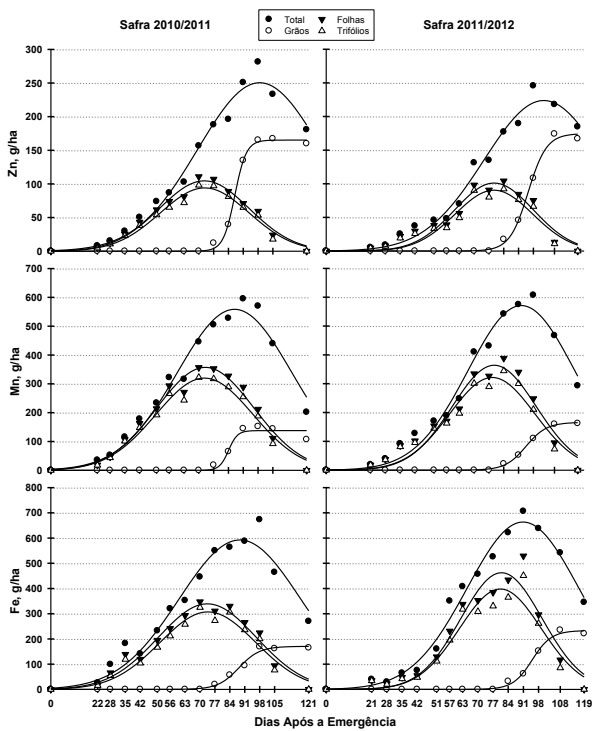 Safra 2010/2011
Total
Folhas
Grãos
Trifólios
Safra 2011/2012
300
250
200
150
100
50
0
Zn, g/ha
700
600
500
400
300
200
100
0
Mn, g/ha
800
700
600
500
400
300
200
100
0
Fe, g/ha
0 22 28 35 42 50 56 63 70 77 84 91 98 105 121
0 21 28 35 42 51 57 63 70 77 84 91 98 108 119
Dias Após a Emergência